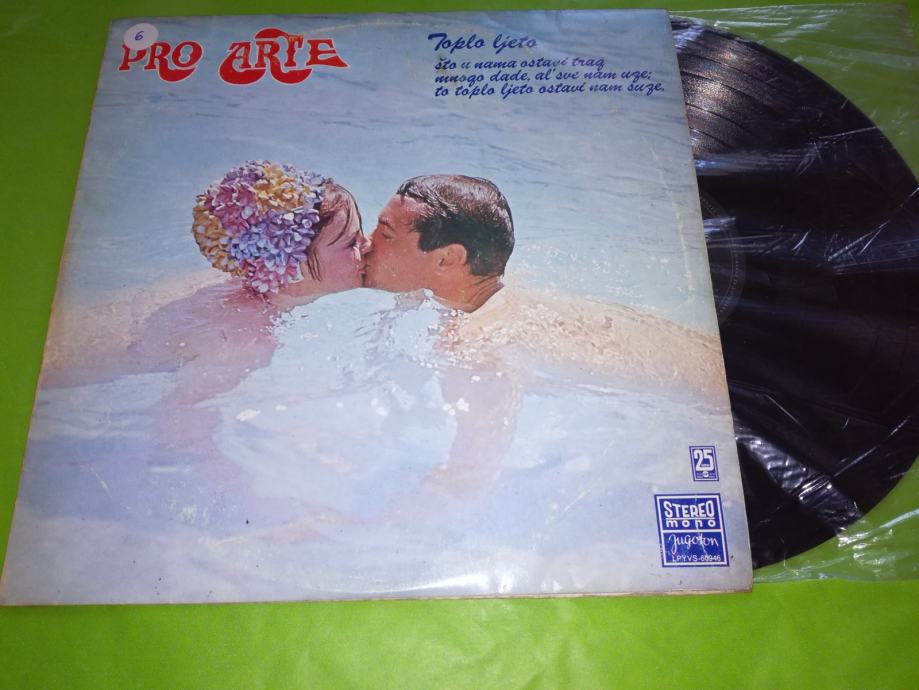 6
PRO ARTE
Toplo ljeto
što u nama ostavi trag
mnogo dade, al' sve nam uze;
to toplo ljeto ostavi nam suze.
25
STEREO
mono
Jugoton
LPYVS-60946